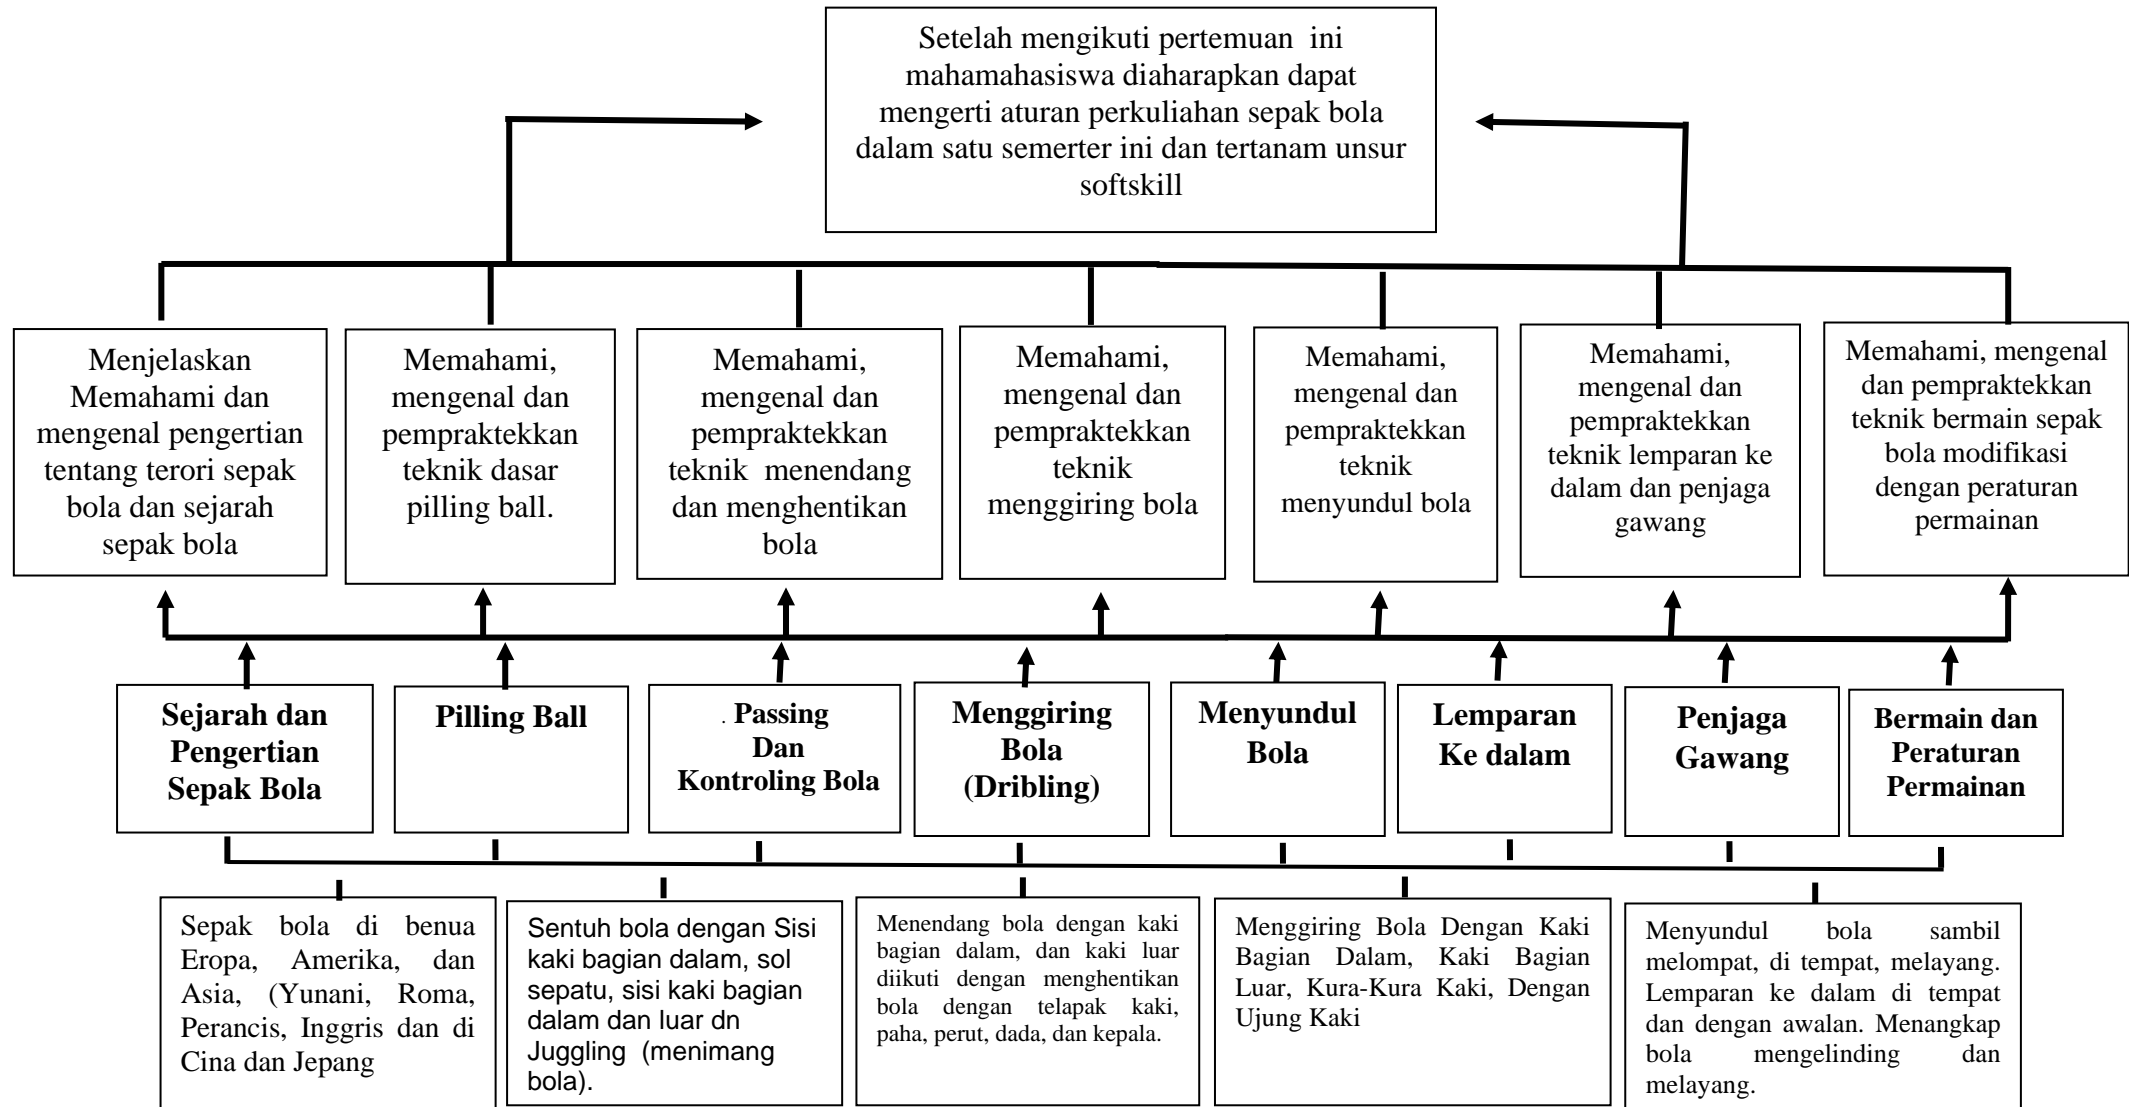 Setelah mengikuti pertemuan ini
mahamahasiswa diaharapkan dapat
mengerti aturan perkuliahan sepak bola
dalam satu semerter ini dan tertanam unsur
softskill
Menjelaskan
Memahami dan
mengenal pengertian
tentang terori sepak
bola dan sejarah
sepak bola
Memahami,
mengenal dan
pempraktekkan
teknik dasar
pilling ball.
Memahami,
mengenal dan
pempraktekkan
teknik menendang
dan menghentikan
bola
Memahami,
mengenal dan
pempraktekkan
teknik
menggiring bola
Memahami,
mengenal dan
pempraktekkan
teknik
menyundul bola
Memahami,
mengenal dan
pempraktekkan
teknik lemparan ke
dalam dan penjaga
gawang
Memahami, mengenal
dan pempraktekkan
teknik bermain sepak
bola modifikasi
dengan peraturan
permainan
Sejarah dan
Pengertian
Sepak Bola
Pilling Ball
. Passing
Dan
Kontroling Bola
Menggiring
Bola
(Dribling)
Menyundul
Bola
Lemparan
Ke dalam
Penjaga
Gawang
Bermain dan
Peraturan
Permainan
Sepak bola di benua
Eropa, Amerika, dan
Asia, (Yunani, Roma,
Perancis, Inggris dan di
Cina dan Jepang
Sentuh bola dengan Sisi
kaki bagian dalam, sol
sepatu, sisi kaki bagian
dalam dan luar dn
Juggling (menimang
bola).
Menendang bola dengan kaki
bagian dalam, dan kaki luar
diikuti dengan menghentikan
bola dengan telapak kaki,
paha, perut, dada, dan kepala.
Menggiring Bola Dengan Kaki
Bagian Dalam, Kaki Bagian
Luar, Kura-Kura Kaki, Dengan
Ujung Kaki
Menyundul bola sambil
melompat, di tempat, melayang.
Lemparan ke dalam di tempat
dan dengan awalan. Menangkap
bola mengelinding dan
melayang.